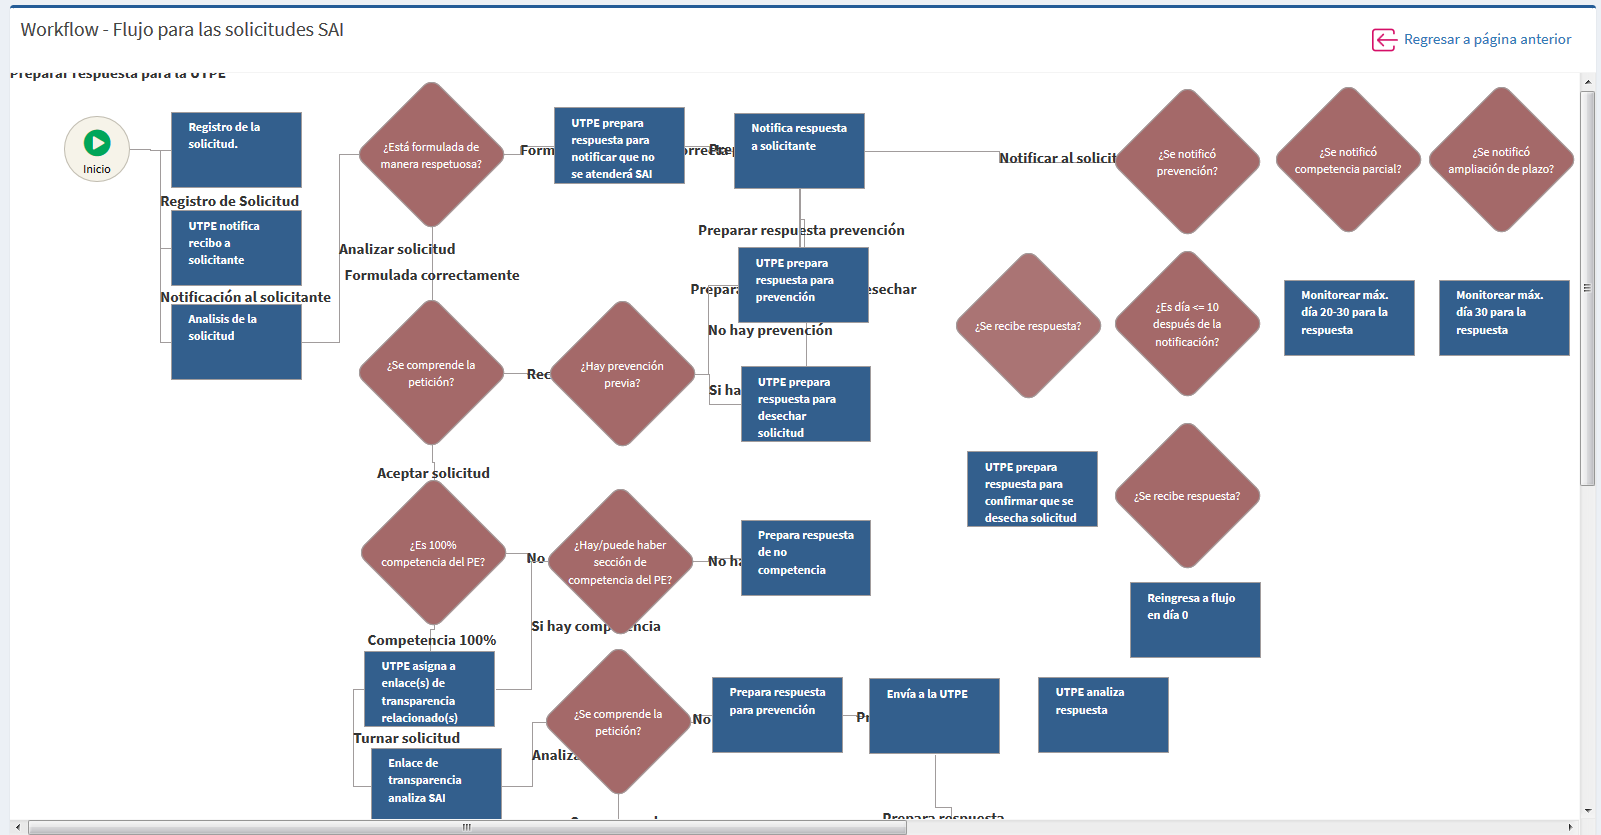 Workflow - Flujo para las solicitudes SAI
Regresar a página anterior
Preparar respuesta para la UTPE
Inicio
Registro de la
solicitud.
Registro de Solicitud
UTPE notifica
recibo a
solicitante
Notificación al solicitante
Analisis de la
solicitud
¿Está formulada de
manera respetuosa?
Analizar solicitud
Formulada correctamente
UTPE prepara
respuesta para
notificar que no
se atenderá SAI
Notifica respuesta
a solicitante
Notificar al solicit
¿Se notificó
prevención?
¿Se notificó
competencia parcial?
¿Se notificó
ampliación de plazo?
Preparar respuesta prevención
UTPE prepara
respuesta para
prevención
No hay prevención
¿Se comprende la
petición?
¿Hay prevención
previa?
Si ha
UTPE prepara
respuesta para
desechar
solicitud
¿Se recibe respuesta?
¿Es día <= 10
después de la
notificación?
Monitorear máx.
día 20-30 para la
respuesta
Monitorear máx.
día 30 para la
respuesta
Aceptar solicitud
UTPE prepara
respuesta para
confirmar que se
desecha solicitud
¿Se recibe respuesta?
¿Es 100%
competencia del PE?
No
¿Hay/puede haber
sección de
competencia del PE?
No ha
Prepara respuesta
de no
competencia
Reingresa a flujo
en día 0
Competencia 100%
Si hay competencia
UTPE asigna a
enlace(s) de
transparencia
relacionado(s)
Turnar solicitud
Enlace de
transparencia
analiza SAI
Analiza
¿Se comprende la
petición?
No
Prepara respuesta
para prevención
Envía a la UTPE
UTPE analiza
respuesta
Prepara respuesta